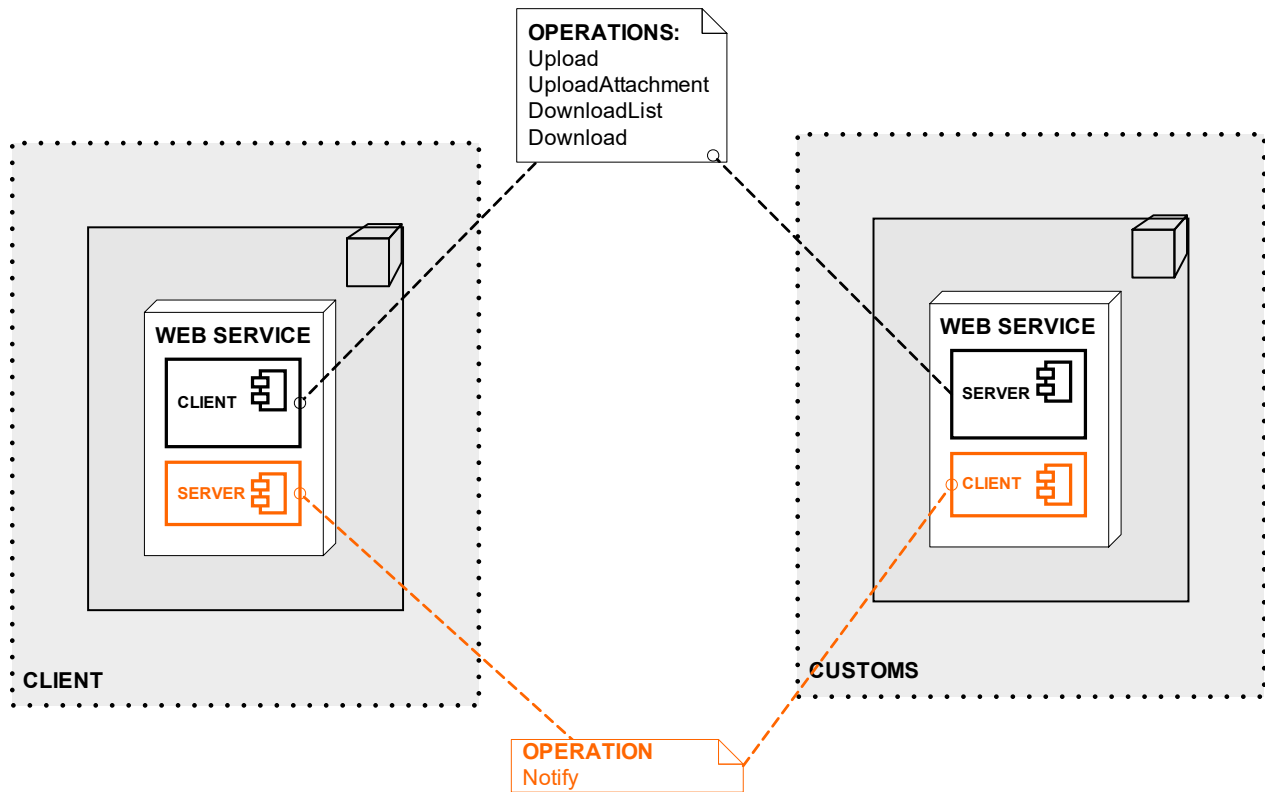 OPERATIONS:
Upload
UploadAttachment
DownloadList
Download
WEB SERVICE
CLIENT
SERVER
CLIENT
WEB SERVICE
SERVER
CLIENT
CUSTOMS
OPERATION
Notify